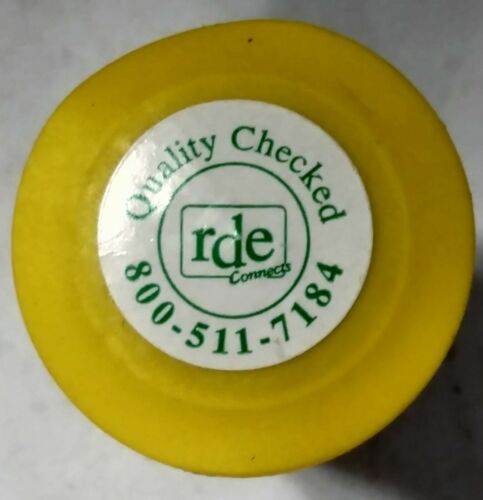 Quality Checked
rde
Connects
800-511-7184